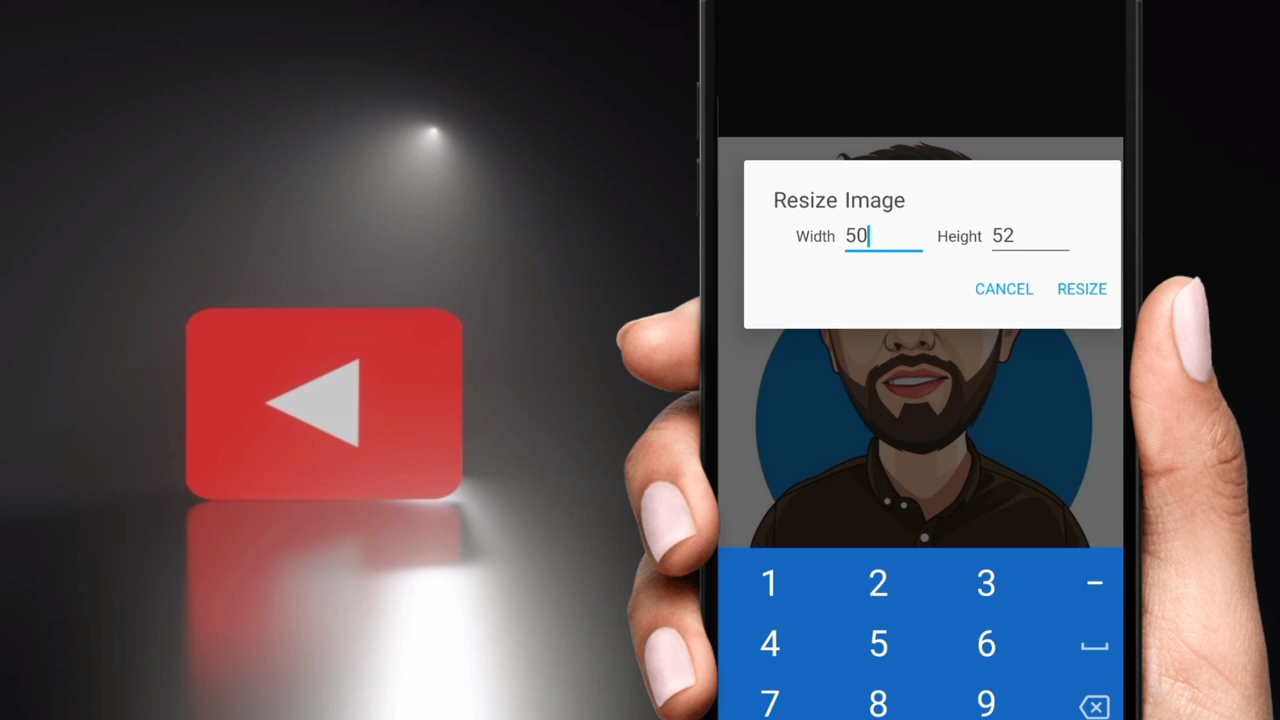 Resize Image
Width 50 Height 52
CANCEL RESIZE
1 2 3 –
4 5 6
7 8 9